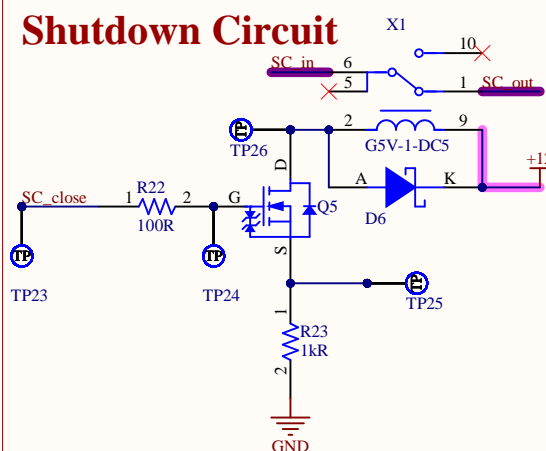 Shutdown Circuit
X1
10
SC_in
6
5
1
SC_out
2
9
TP
TP26
G5V-1-DC5
+12
D
A
K
D6
SC_close
1
R22
2
G
Q5
100R
TP
TP
TP23
TP24
S
TP
TP25
1
R23
1kR
2
GND